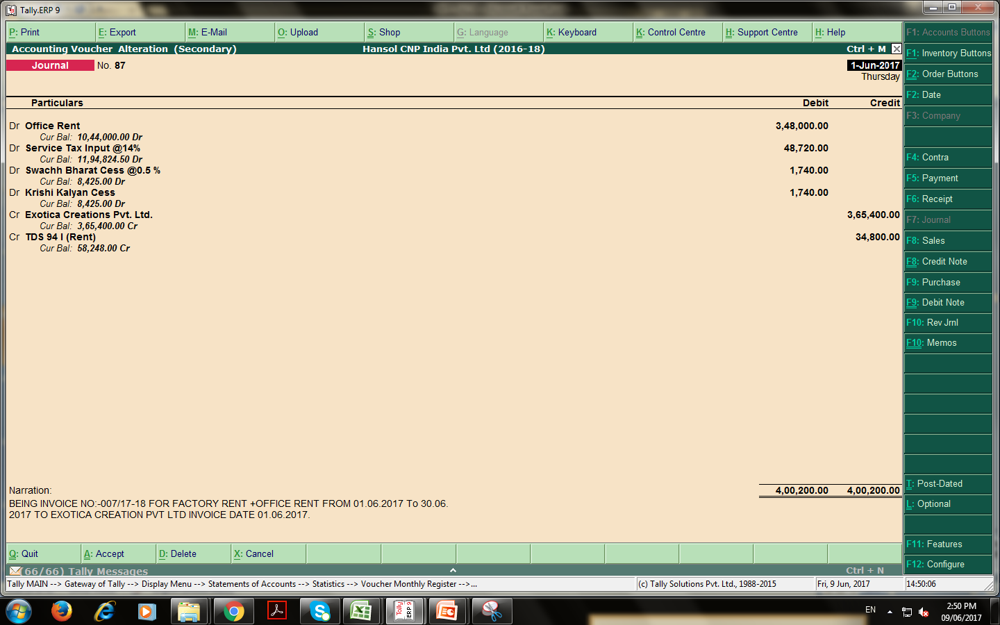 Tally.ERP 9
P: Print E: Export M: E-Mail O: Upload S: Shop G: Language K: Keyboard K: Control Centre H: Support Centre H: Help
Accounting Voucher Alteration (Secondary) Hansol CNP India Pvt. Ltd (2016-18) Ctrl + M
Journal No. 87 1-Jun-2017
Thursday
Particulars Debit Credit
Dr Office Rent 3,48,000.00
Cur Bal: 10,44,000.00 Dr
Dr Service Tax Input @14% 48,720.00
Cur Bal: 11,94,824.50 Dr
Dr Swachh Bharat Cess @0.5 % 1,740.00
Cur Bal: 8,425.00 Dr
Dr Krishi Kalyan Cess 1,740.00
Cur Bal: 8,425.00 Dr
Cr Exotica Creations Pvt. Ltd. 3,65,400.00
Cur Bal: 3,65,400.00 Cr
Cr TDS 94 I (Rent) 34,800.00
Cur Bal: 58,248.00 Cr
Narration: 4,00,200.00 4,00,200.00
BEING INVOICE NO:-007/17-18 FOR FACTORY RENT +OFFICE RENT FROM 01.06.2017 To 30.06.
2017 TO EXOTICA CREATION PVT LTD INVOICE DATE 01.06.2017.
Q: Quit A: Accept D: Delete X: Cancel
(66/66) Tally Messages Ctrl + N
F1: Accounts Buttons
F1: Inventory Buttons
F2: Order Buttons
F2: Date
F3: Company
F4: Contra
F5: Payment
F6: Receipt
F7: Journal
F8: Sales
F8: Credit Note
F9: Purchase
F9: Debit Note
F10: Rev Jrnl
F10: Memos
T: Post-Dated
L: Optional
F11: Features
F12: Configure
Tally MAIN --> Gateway of Tally --> Display Menu --> Statements of Accounts --> Statistics --> Voucher Monthly Register -->... (c) Tally Solutions Pvt. Ltd., 1988-2015 Fri, 9 Jun, 2017 14:50:06
Tally ERP 9
EN 2:50 PM
09/06/2017